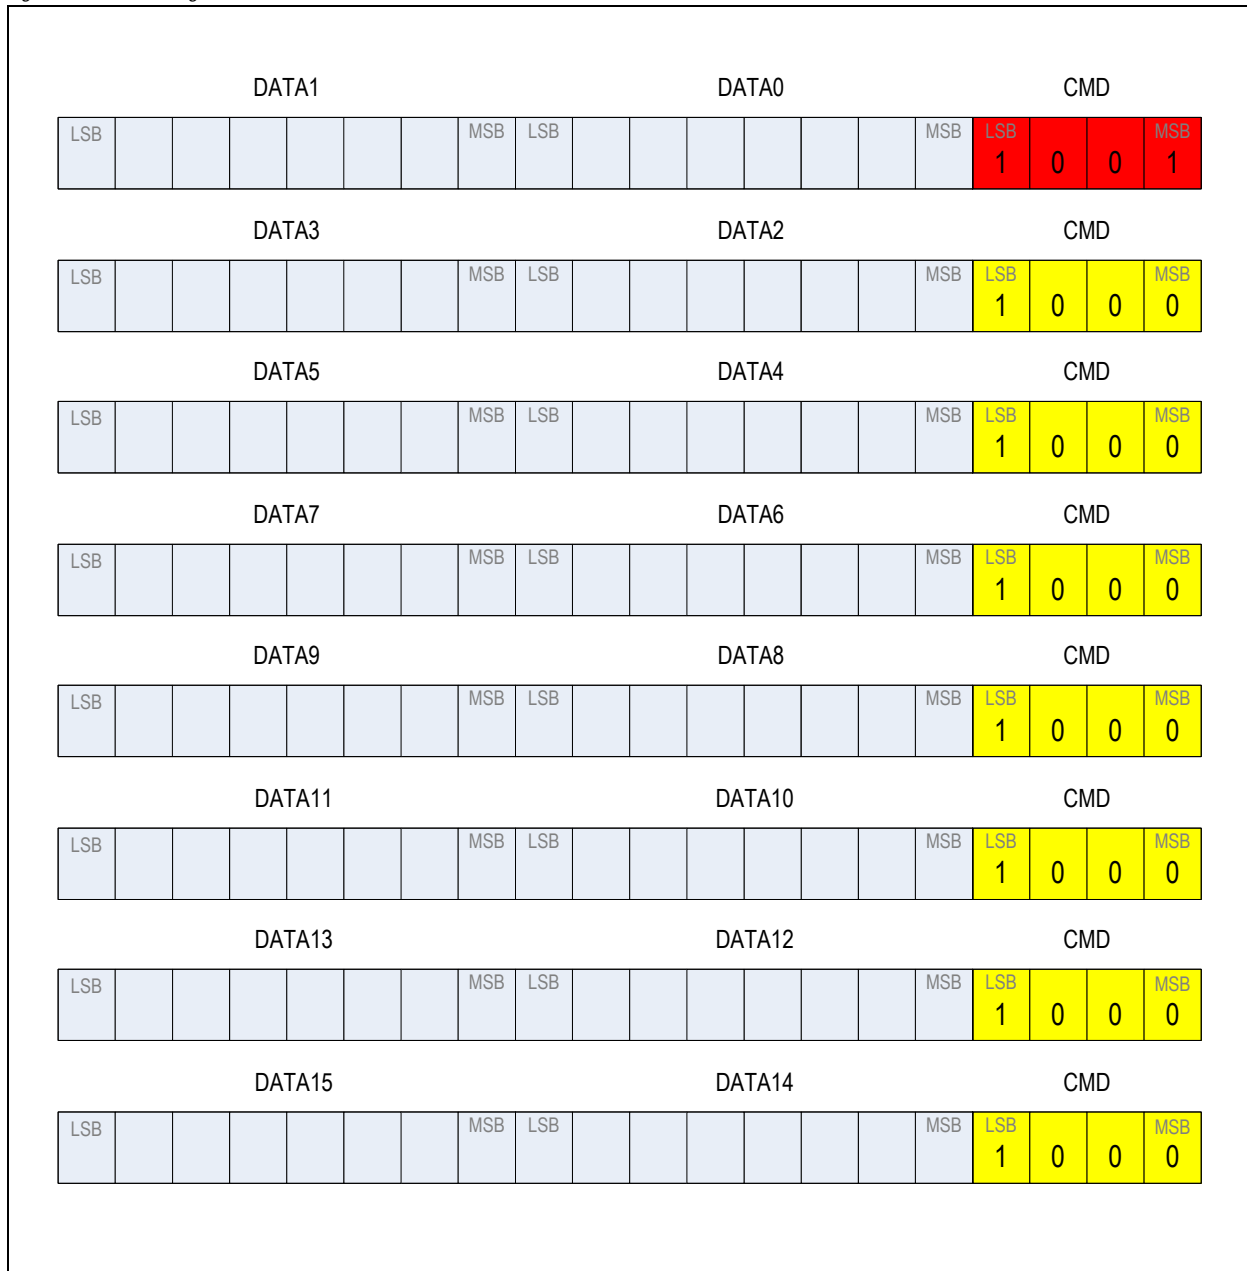 DATA1 DATA0 CMD
LSB MSB LSB MSB LSB MSB
1 0 0 1
DATA3 DATA2 CMD
LSB MSB LSB MSB LSB MSB
1 0 0 0
DATA5 DATA4 CMD
LSB MSB LSB MSB LSB MSB
1 0 0 0
DATA7 DATA6 CMD
LSB MSB LSB MSB LSB MSB
1 0 0 0
DATA9 DATA8 CMD
LSB MSB LSB MSB LSB MSB
1 0 0 0
DATA11 DATA10 CMD
LSB MSB LSB MSB LSB MSB
1 0 0 0
DATA13 DATA12 CMD
LSB MSB LSB MSB LSB MSB
1 0 0 0
DATA15 DATA14 CMD
LSB MSB LSB MSB LSB MSB
1 0 0 0